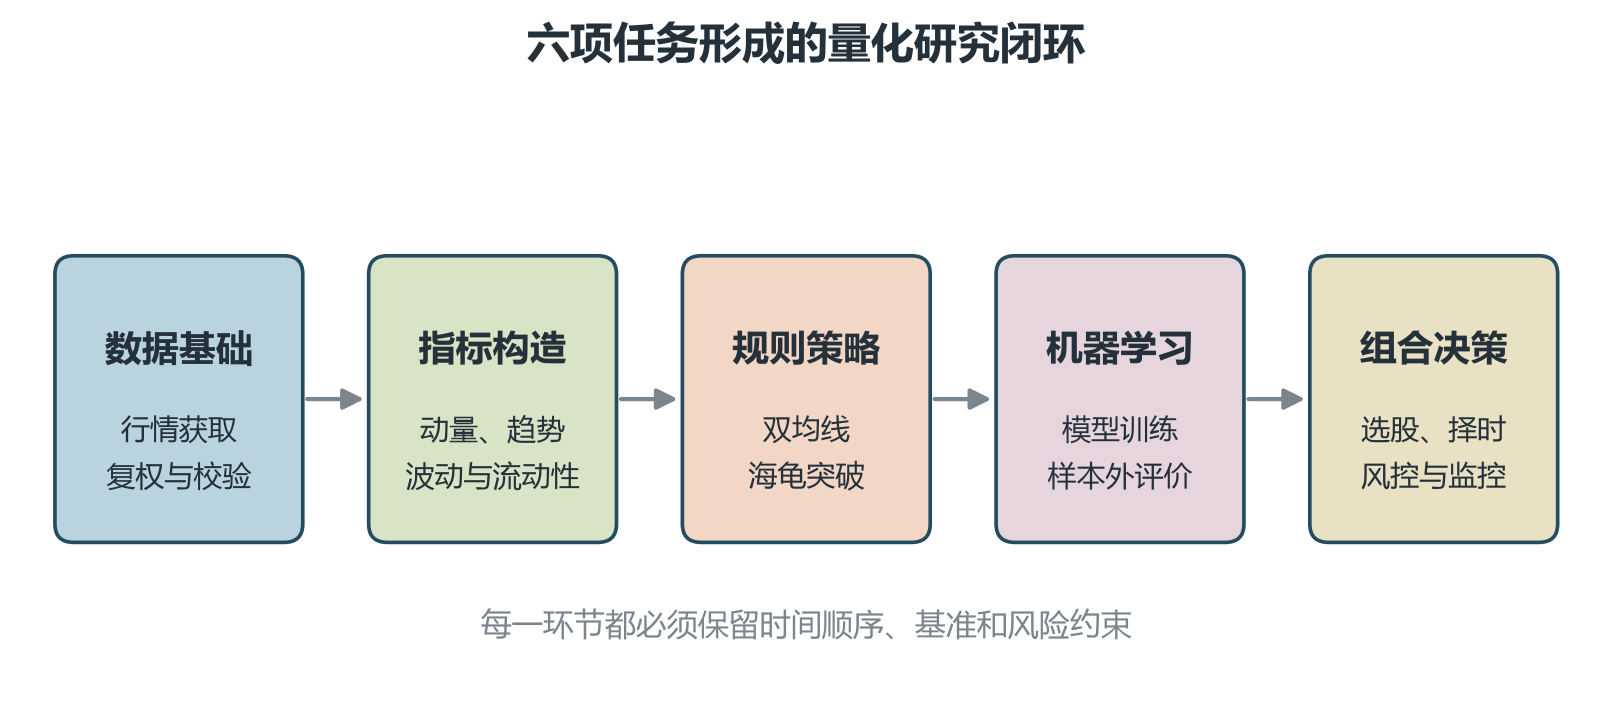 六项任务形成的量化研究闭环
数据基础
行情获取
复权与校验
指标构造
动量、趋势
波动与流动性
规则策略
双均线
海龟突破
机器学习
模型训练
样本外评价
组合决策
选股、择时
风控与监控
每一环节都必须保留时间顺序、基准和风险约束